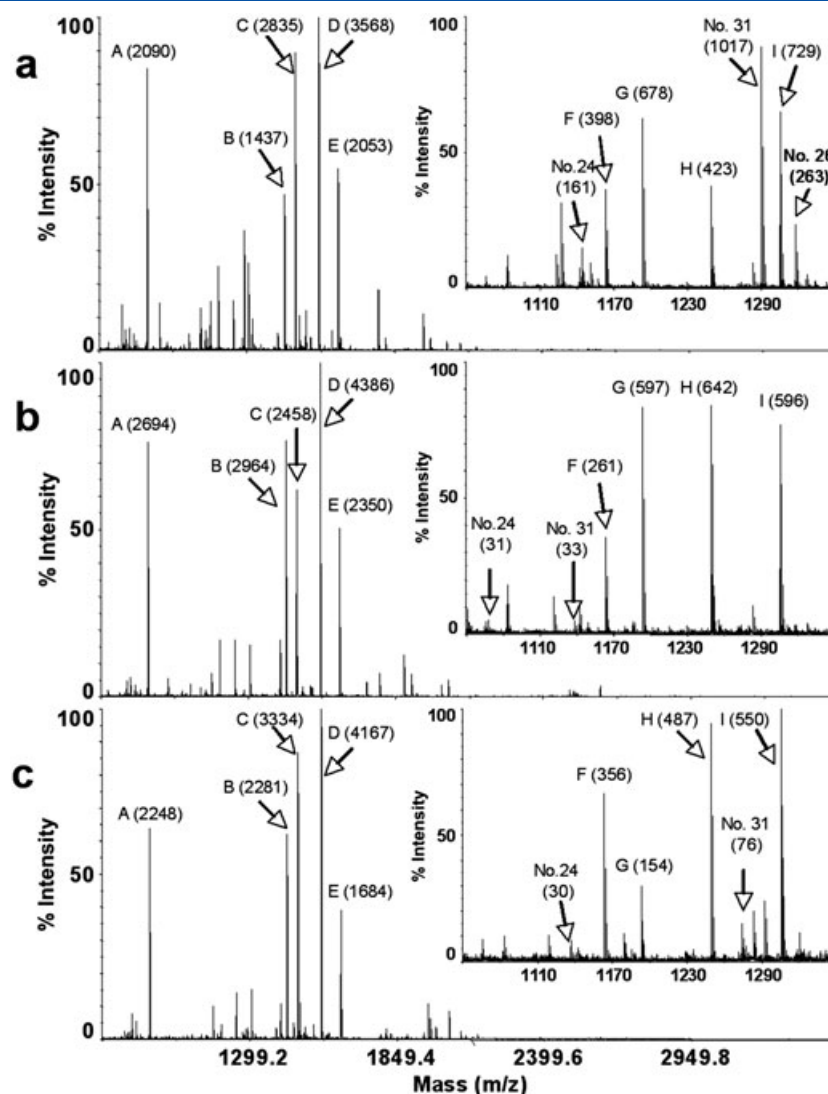 a
% Intensity
100
50
0
A (2090)
B (1437)
C (2835)
D (3568)
E (2053)
% Intensity
100
50
0
No.24
(161)
F (398)
G (678)
H (423)
No. 31
(1017)
I (729)
(263)
1110 1170 1230 1290
b
% Intensity
100
50
0
A (2694)
B (2964)
C (2458)
D (4386)
E (2350)
% Intensity
100
50
0
No.24
(31)
No. 31
(33)
F (261)
G (597)
H (642)
I (596)
1110 1170 1230 1290
c
% Intensity
100
50
0
A (2248)
B (2281)
C (3334)
D (4167)
E (1684)
% Intensity
100
50
0
No.24
(30)
F (356)
G (154)
H (487)
No. 31
(76)
I (550)
1110 1170 1230 1290
1299.2 1849.4 2399.6 2949.8
Mass (m/z)